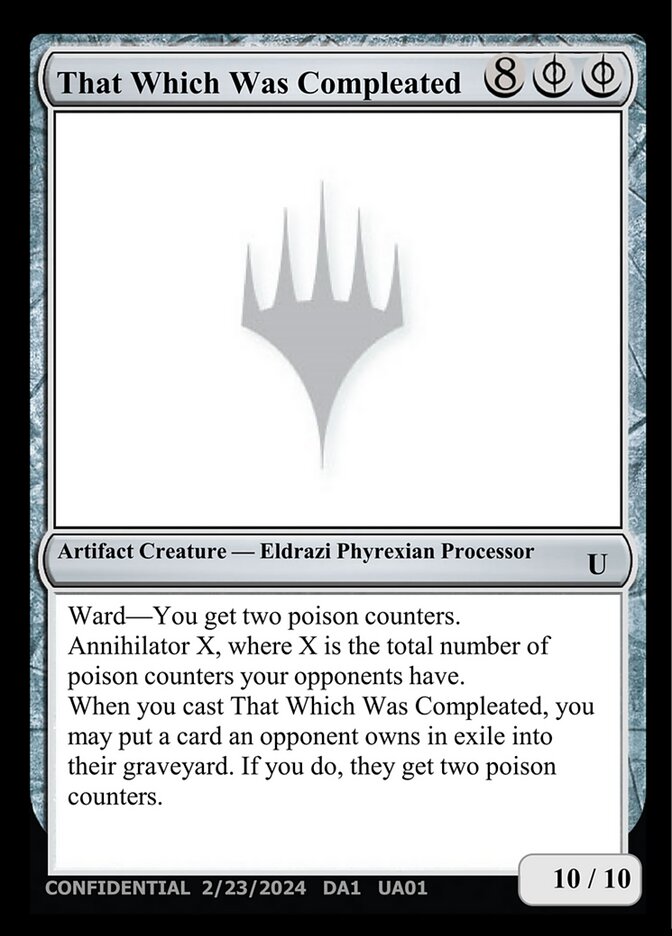 That Which Was Compleated 8
Artifact Creature — Eldrazi Phyrexian Processor
U
Ward—You get two poison counters.
Annihilator X, where X is the total number of
poison counters your opponents have.
When you cast That Which Was Compleated, you
may put a card an opponent owns in exile into
their graveyard. If you do, they get two poison
counters.
10 / 10
CONFIDENTIAL 2/23/2024 DA1 UA01